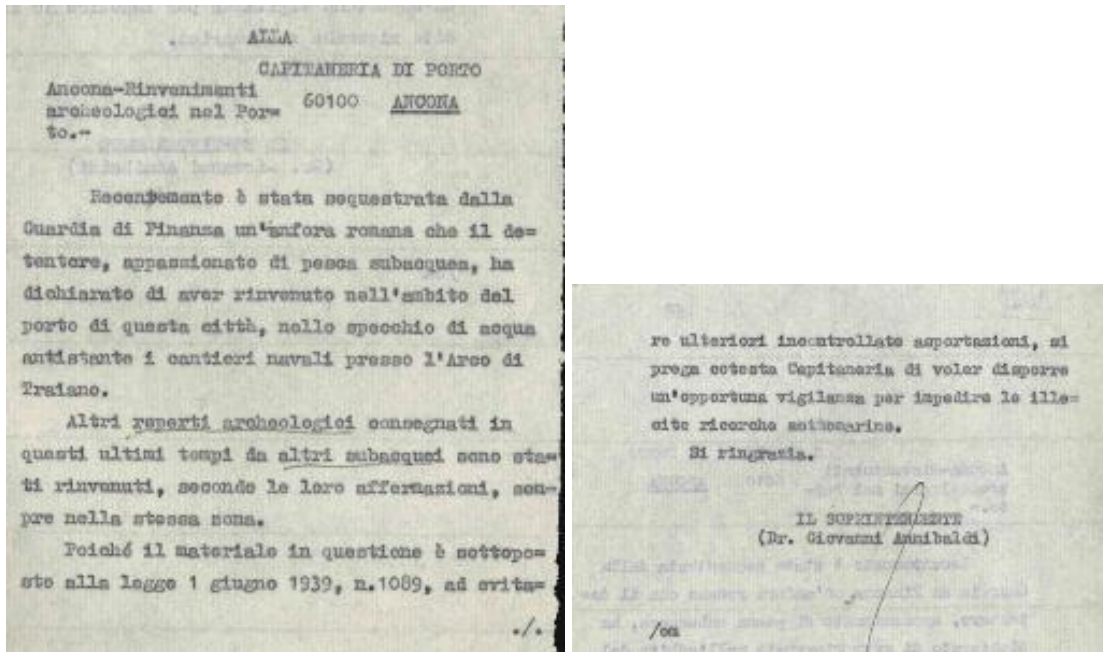 ALLA
CAPITANERIA DI PORTO
Ancona-Rinvenimenti
archeologici nel Por=
to.-
60100 ANCONA
Recentemente è stata sequestrata dalla
Guardia di Finanza un'anfora romana che il de=
tentore, appassionato di pesca subacquea, ha
dichiarato di aver rinvenuto nell'ambito del
porto di questa città, nello specchio di acqua
antistante i cantieri navali presso l'Arco di
Traiano.
Altri reperti archeologici consegnati in
questi ultimi tempi da altri subacquei sono sta=
ti rinvenuti, secondo le loro affermazioni, sem=
pre nella stessa zona.
Poiché il materiale in questione è sottopo=
sto alla legge 1 giugno 1939, n.1089, ad evita=
./.
re ulteriori incontrollate asportazioni, si
prega cotesta Capitaneria di voler disporre
un'opportuna vigilanza per impedire le ille=
cite ricerche sottomarine.
Si ringrazia.
IL SOPRINTENDENTE
(Dr. Giovanni Annibaldi)
/om